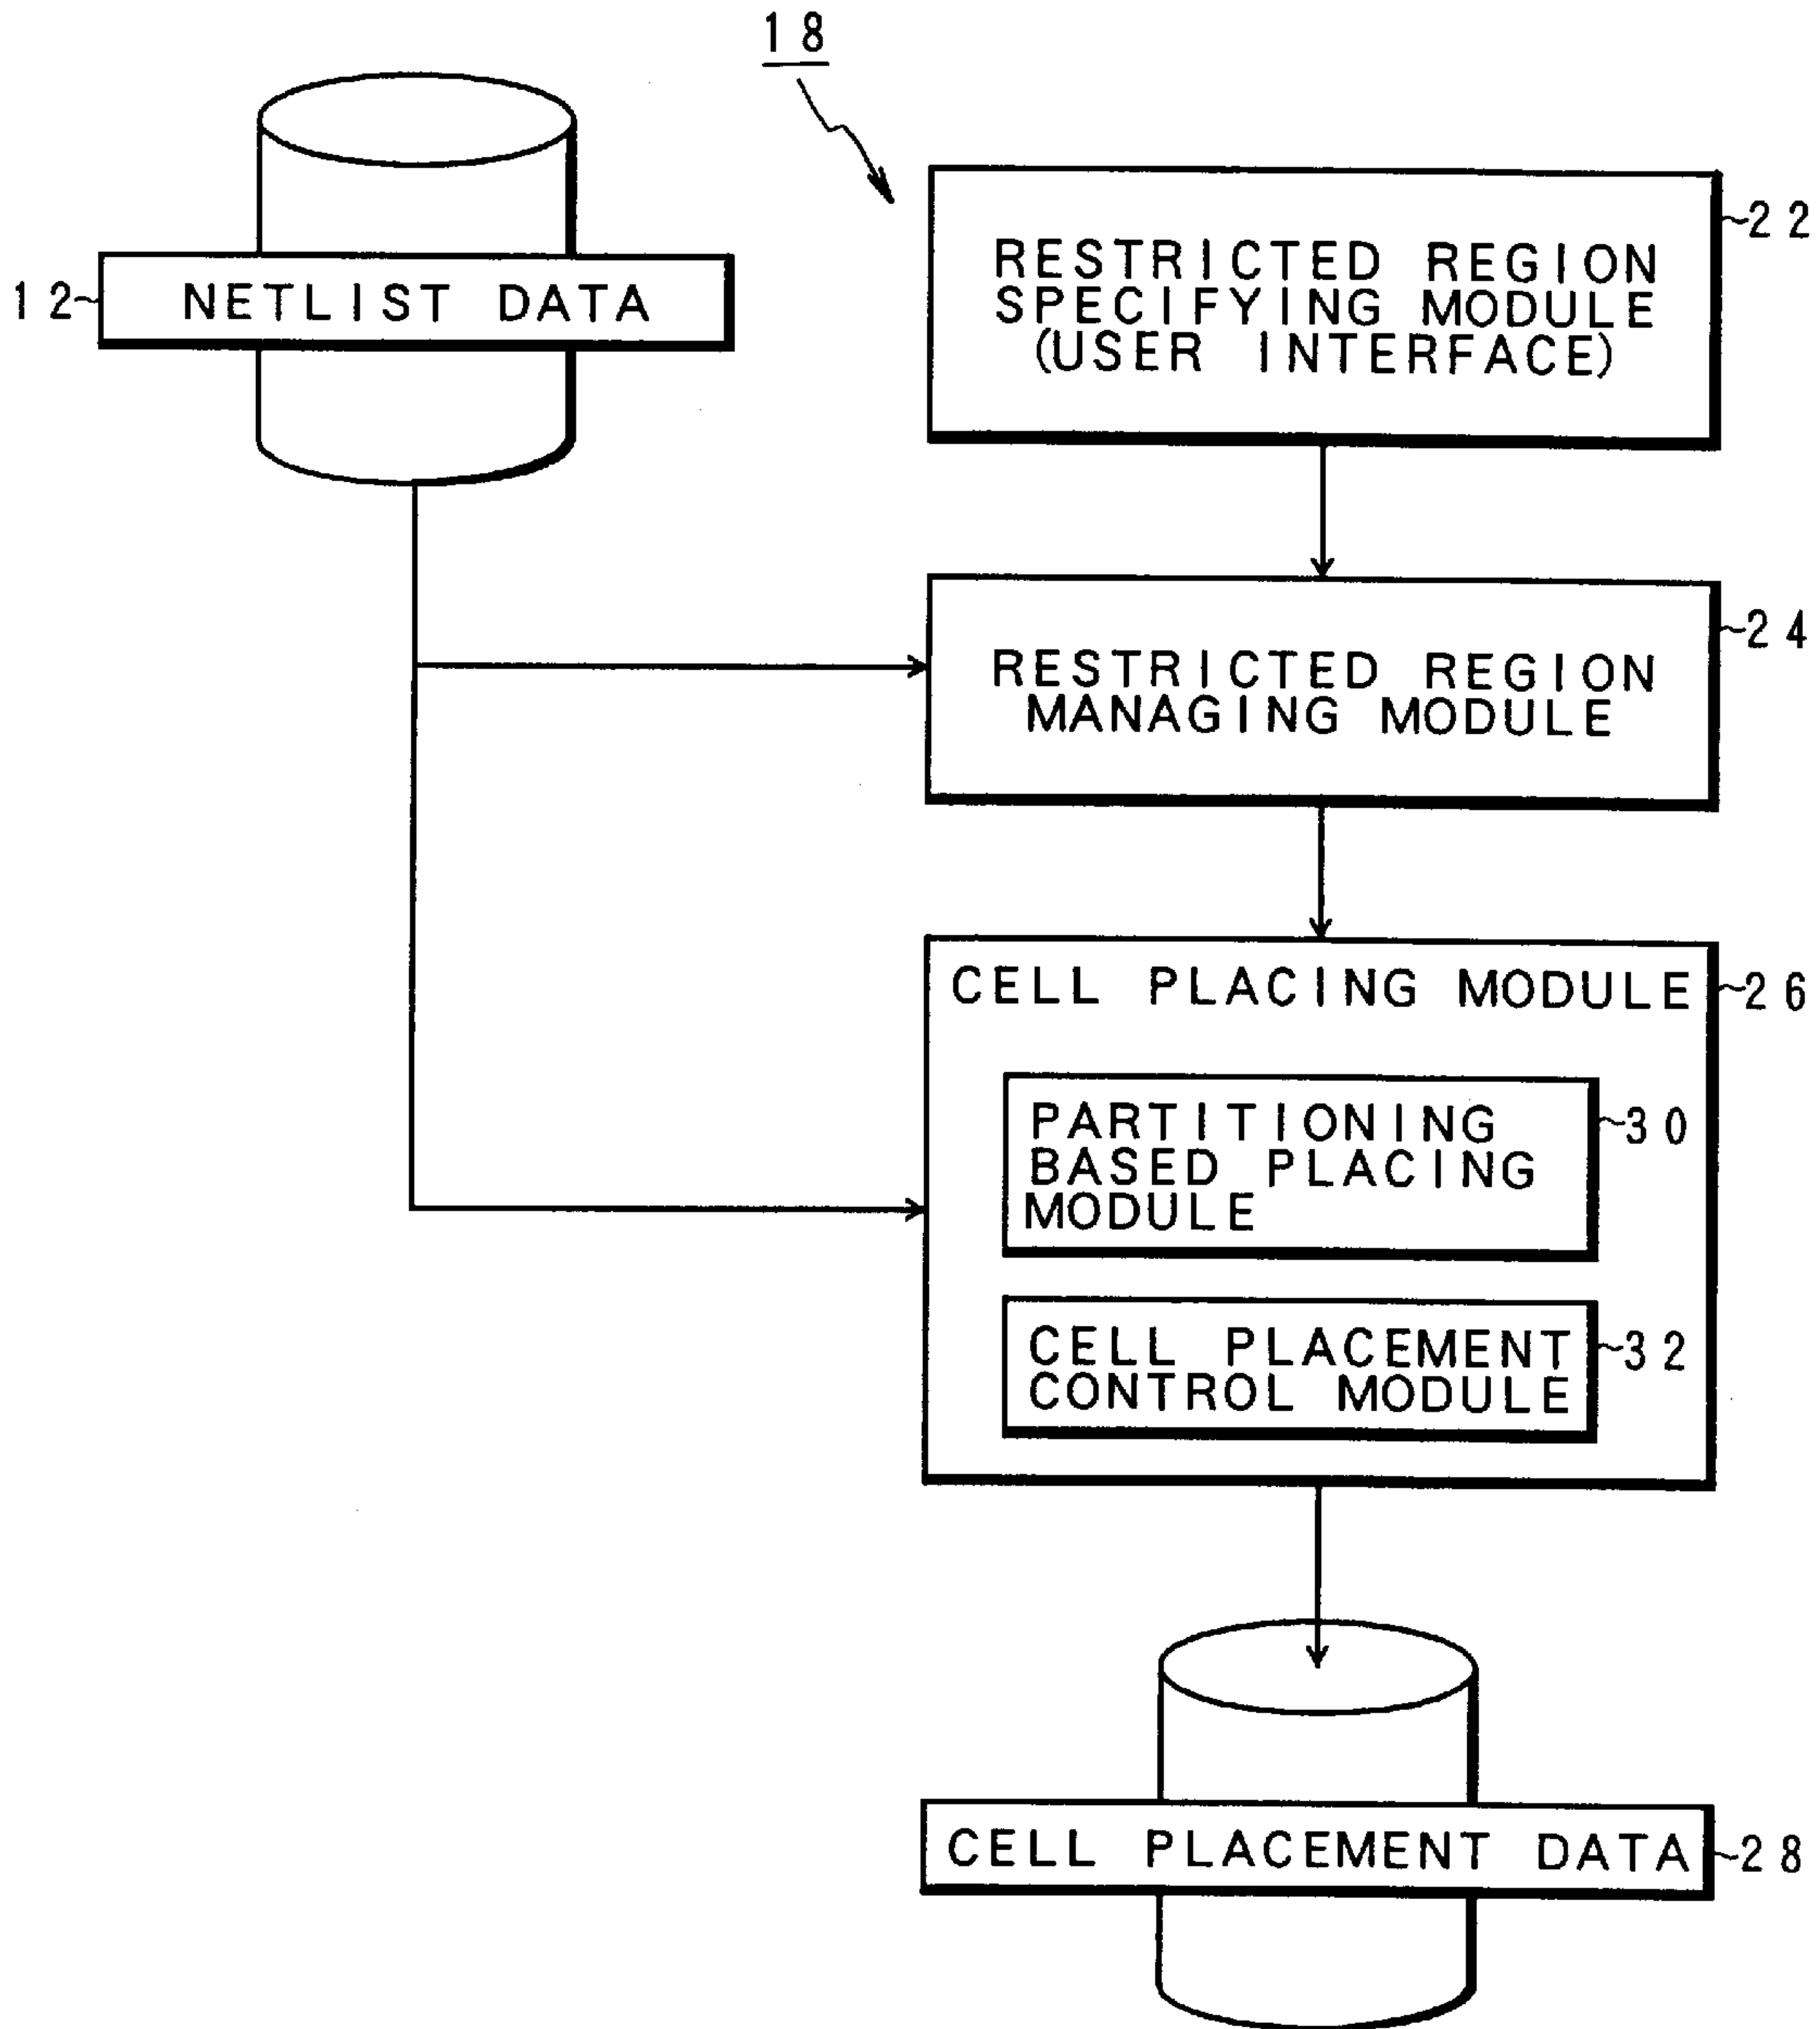 18
12 NETLIST DATA
RESTRICTED REGION
SPECIFYING MODULE
(USER INTERFACE)
22
RESTRICTED REGION
MANAGING MODULE
24
CELL PLACING MODULE
26
PARTITIONING
BASED PLACING
MODULE
30
CELL PLACEMENT
CONTROL MODULE
32
CELL PLACEMENT DATA
28